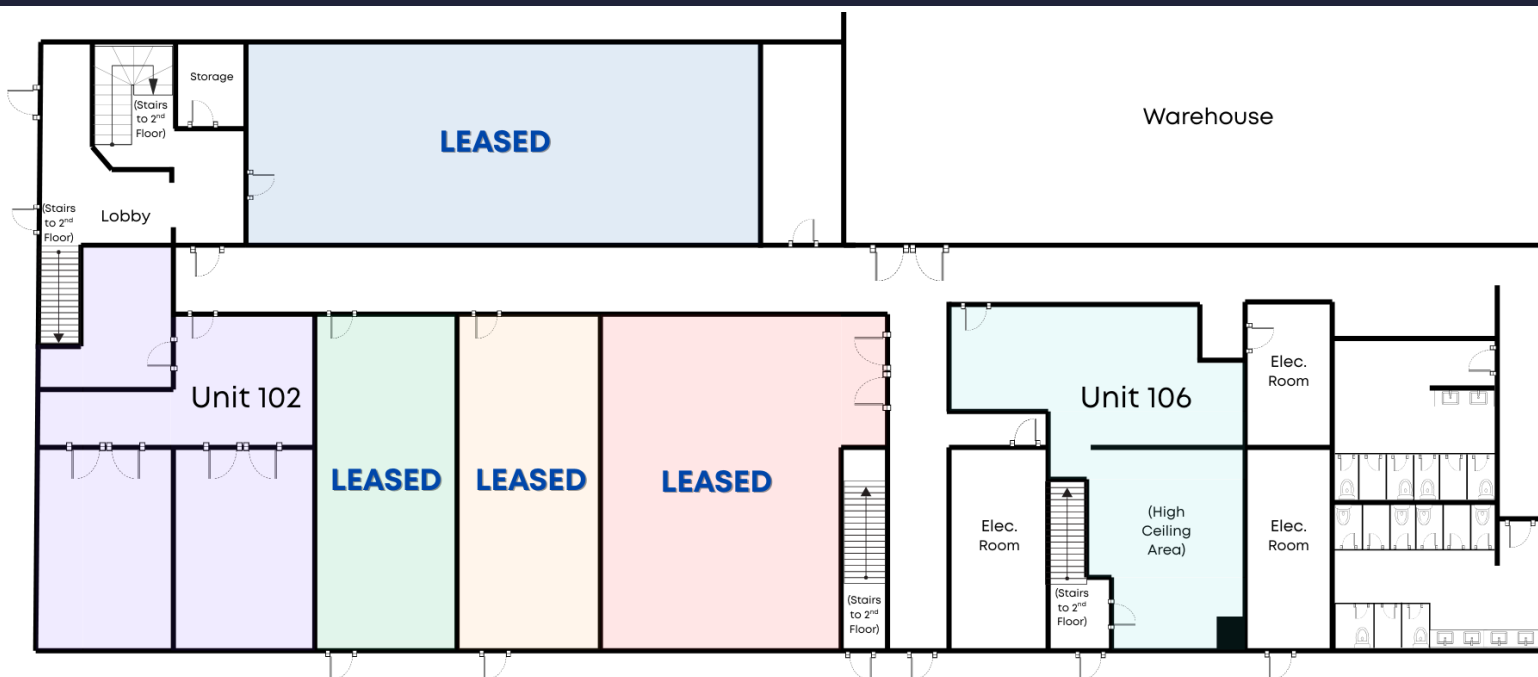 Storage
(Stairs
to 2nd
Floor)
LEASED
Warehouse
(Stairs
to 2nd
Floor)
Lobby
Unit 102
LEASED
LEASED
LEASED
Unit 106
Elec.
Room
(High
Ceiling
Area)
Elec.
Room
Elec.
Room
(Stairs
to 2nd
Floor)
(Stairs
to 2nd
Floor)